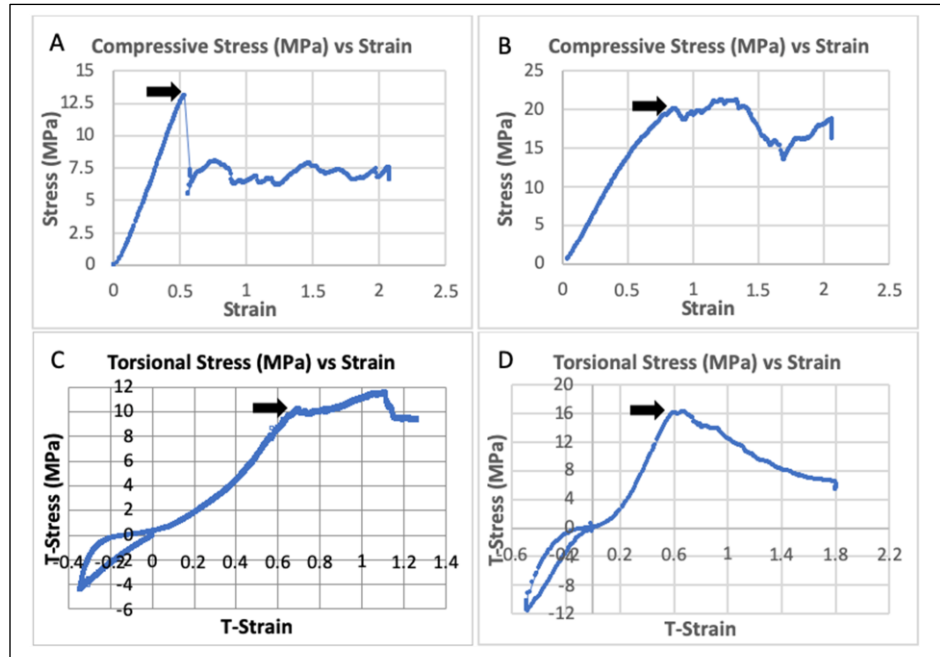 A
Compressive Stress (MPa) vs Strain
15
12.5
10
7.5
5
2.5
0
Stress (MPa)
0 0.5 1 1.5 2
Strain
B
Compressive Stress (MPa) vs Strain
25
20
15
10
5
0
Stress (MPa)
0 0.5 1 1.5 2
Strain
C
Torsional Stress (MPa) vs Strain
12
10
8
6
4
2
0
-2
-4
-6
T-Stress (MPa)
-0.4 -0.2 0 0.2 0.4 0.6 0.8 1 1.2 1.4
T-Strain
D
Torsional Stress (MPa) vs Strain
20
16
12
8
4
0
-4
-8
-12
T-Stress (MPa)
-0.6 -0.2 0.2 0.6 1 1.4 1.8 2.2
T-Strain